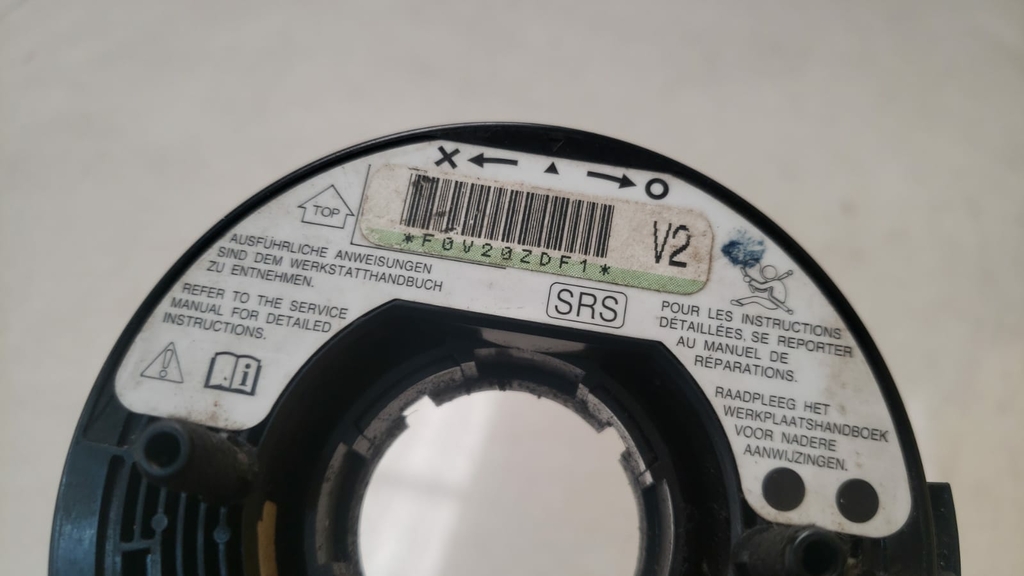 TOP
*F0V20ZDF1*
V2
AUSFÜHRLICHE ANWEISUNGEN
SIND DEM WERKSTATTHANDBUCH
ZU ENTNEHMEN.
REFER TO THE SERVICE
MANUAL FOR DETAILED
INSTRUCTIONS.
SRS
POUR LES INSTRUCTIONS
DÉTAILLÉES, SE REPORTER
AU MANUEL DE
RÉPARATIONS.
RAADPLEEG HET
WERKPLAATSHANDBOEK
VOOR NADERE
AANWIJZINGEN.